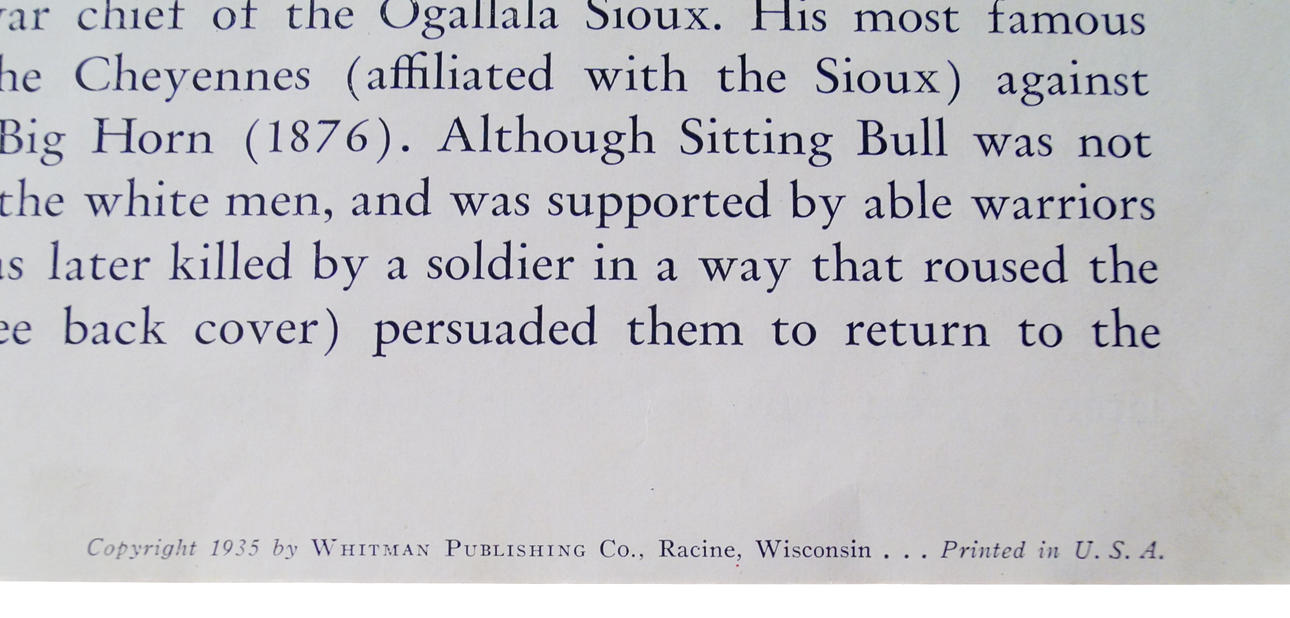 chief of the Ogallala Sioux. His most famous
Cheyennes (affiliated with the Sioux) against
Big Horn (1876). Although Sitting Bull was not
the white men, and was supported by able warriors
later killed by a soldier in a way that roused the
back cover) persuaded them to return to the
Copyright 1935 by WHITMAN PUBLISHING Co., Racine, Wisconsin . . . Printed in U. S. A.